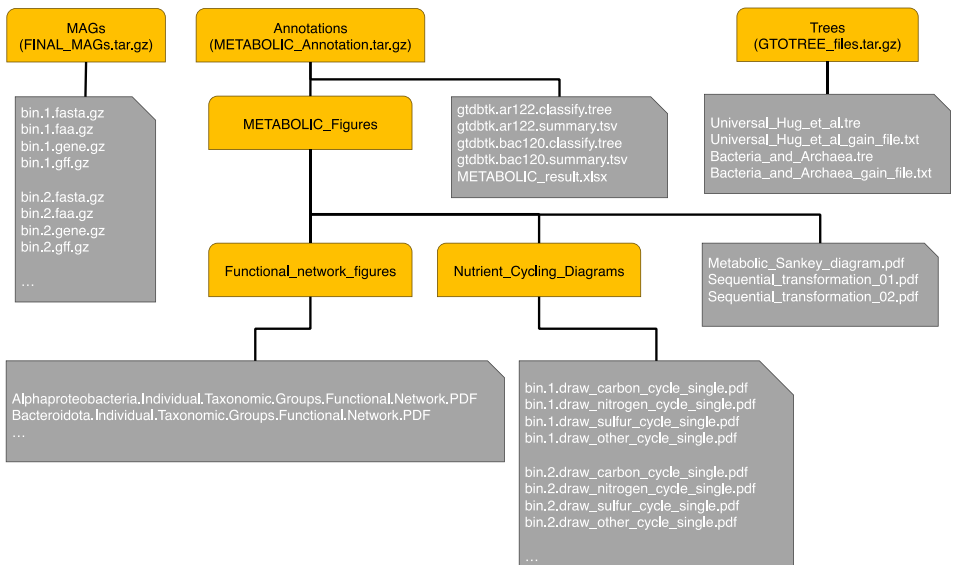 MAGs
(FINAL_MAGs.tar.gz)
bin.1.fasta.gz
bin.1.faa.gz
bin.1.gene.gz
bin.1.gff.gz
bin.2.fasta.gz
bin.2.faa.gz
bin.2.gene.gz
bin.2.gff.gz
...
Annotations
(METABOLIC_Annotation.tar.gz)
METABOLIC_Figures
gtdbtk.ar122.classify.tree
gtdbtk.ar122.summary.tsv
gtdbtk.bac120.classify.tree
gtdbtk.bac120.summary.tsv
METABOLIC_result.xlsx
Functional_network_figures
Nutrient_Cycling_Diagrams
Metabolic_Sankey_diagram.pdf
Sequential_transformation_01.pdf
Sequential_transformation_02.pdf
Alphaproteobacteria.Individual.Taxonomic.Groups.Functional.Network.PDF
Bacteroidota.Individual.Taxonomic.Groups.Functional.Network.PDF
...
bin.1.draw_carbon_cycle_single.pdf
bin.1.draw_nitrogen_cycle_single.pdf
bin.1.draw_sulfur_cycle_single.pdf
bin.1.draw_other_cycle_single.pdf
bin.2.draw_carbon_cycle_single.pdf
bin.2.draw_nitrogen_cycle_single.pdf
bin.2.draw_sulfur_cycle_single.pdf
bin.2.draw_other_cycle_single.pdf
...
Trees
(GTOTREE_files.tar.gz)
Universal_Hug_et_al.tre
Universal_Hug_et_al_gain_file.txt
Bacteria_and_Archaea.tre
Bacteria_and_Archaea_gain_file.txt